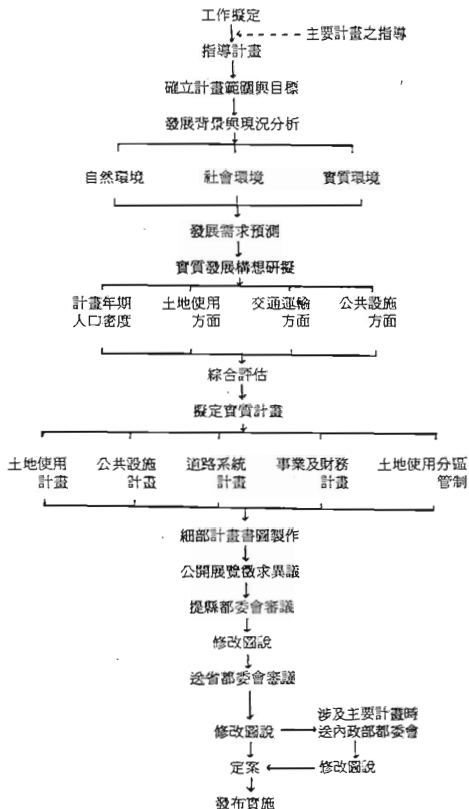 工作擬定
主要計畫之指導
指導計畫
確立計畫範圍與目標
發展背景與現況分析
自然環境
社會環境
實質環境
發展需求預測
實質發展構想研擬
計畫年期
人口密度
土地使用
方面
交通運輸
方面
公共設施
方面
綜合評估
擬定實質計畫
土地使用
計畫
公共設施
計畫
道路系統
計畫
事業及財務
計畫
土地使用分區
管制
細部計畫書圖製作
公開展覽徵求異議
提縣都委會審議
修改圖說
送省都委會審議
涉及主要計畫時
修改圖說
送內政部都委會
定案
修改圖說
發布實施